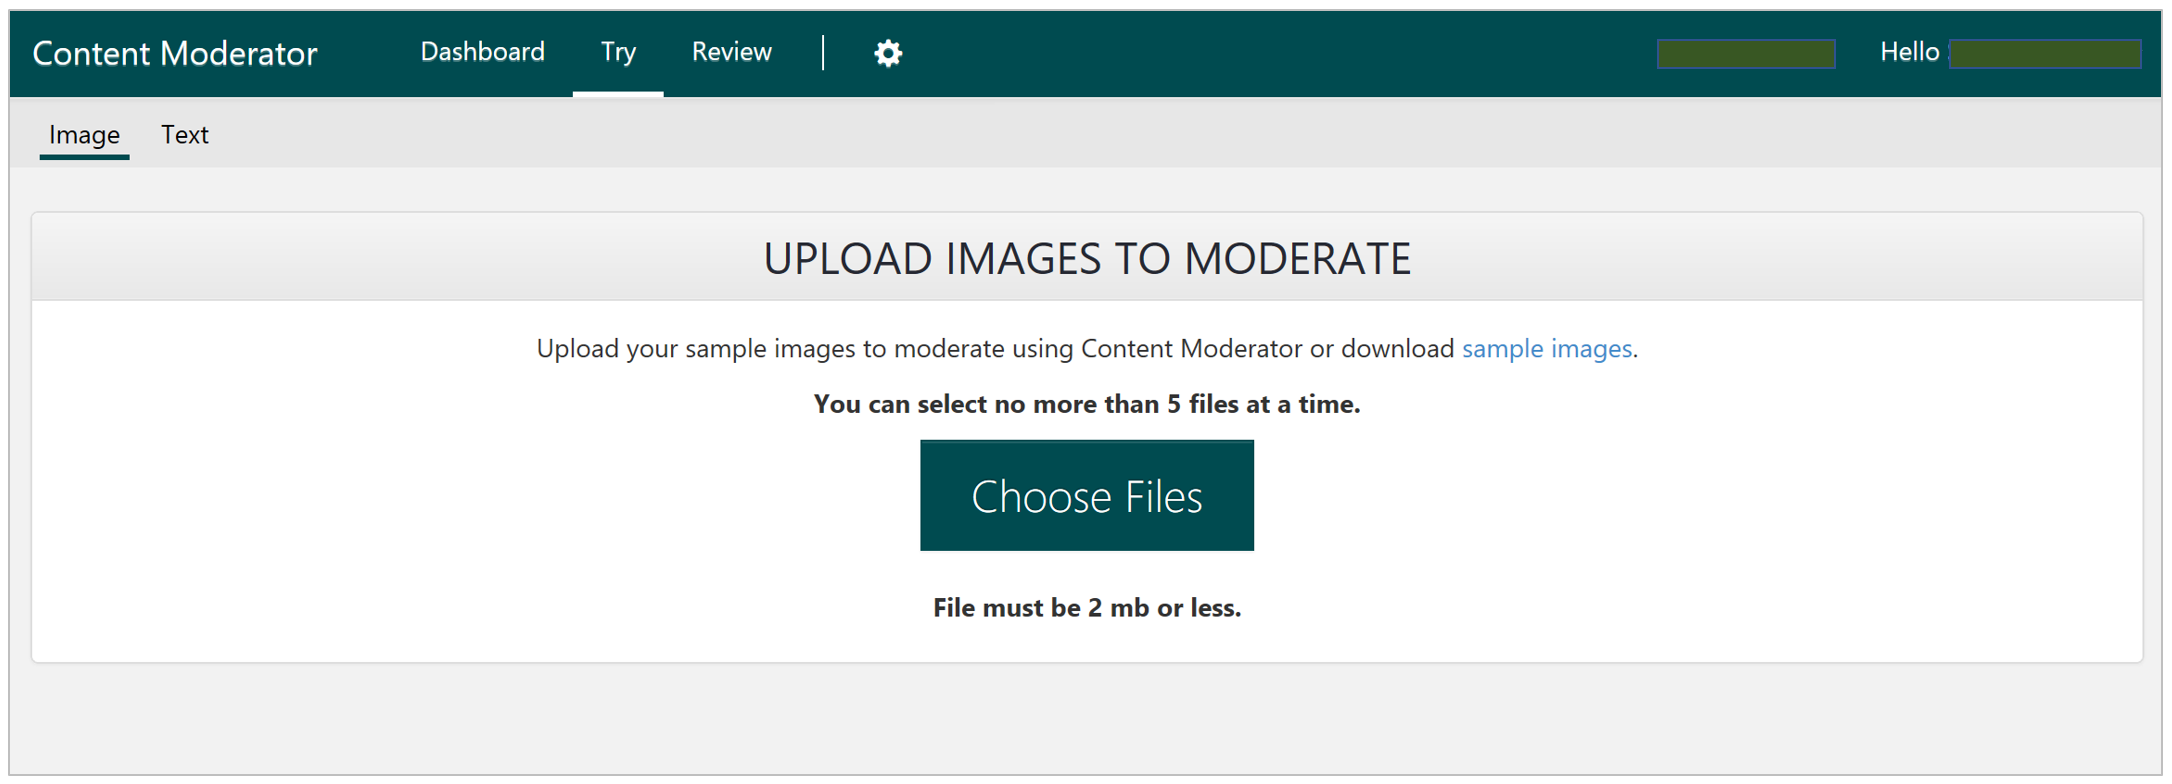 Content Moderator Dashboard Try Review Hello
Image Text
UPLOAD IMAGES TO MODERATE
Upload your sample images to moderate using Content Moderator or download sample images.
You can select no more than 5 files at a time.
Choose Files
File must be 2 mb or less.